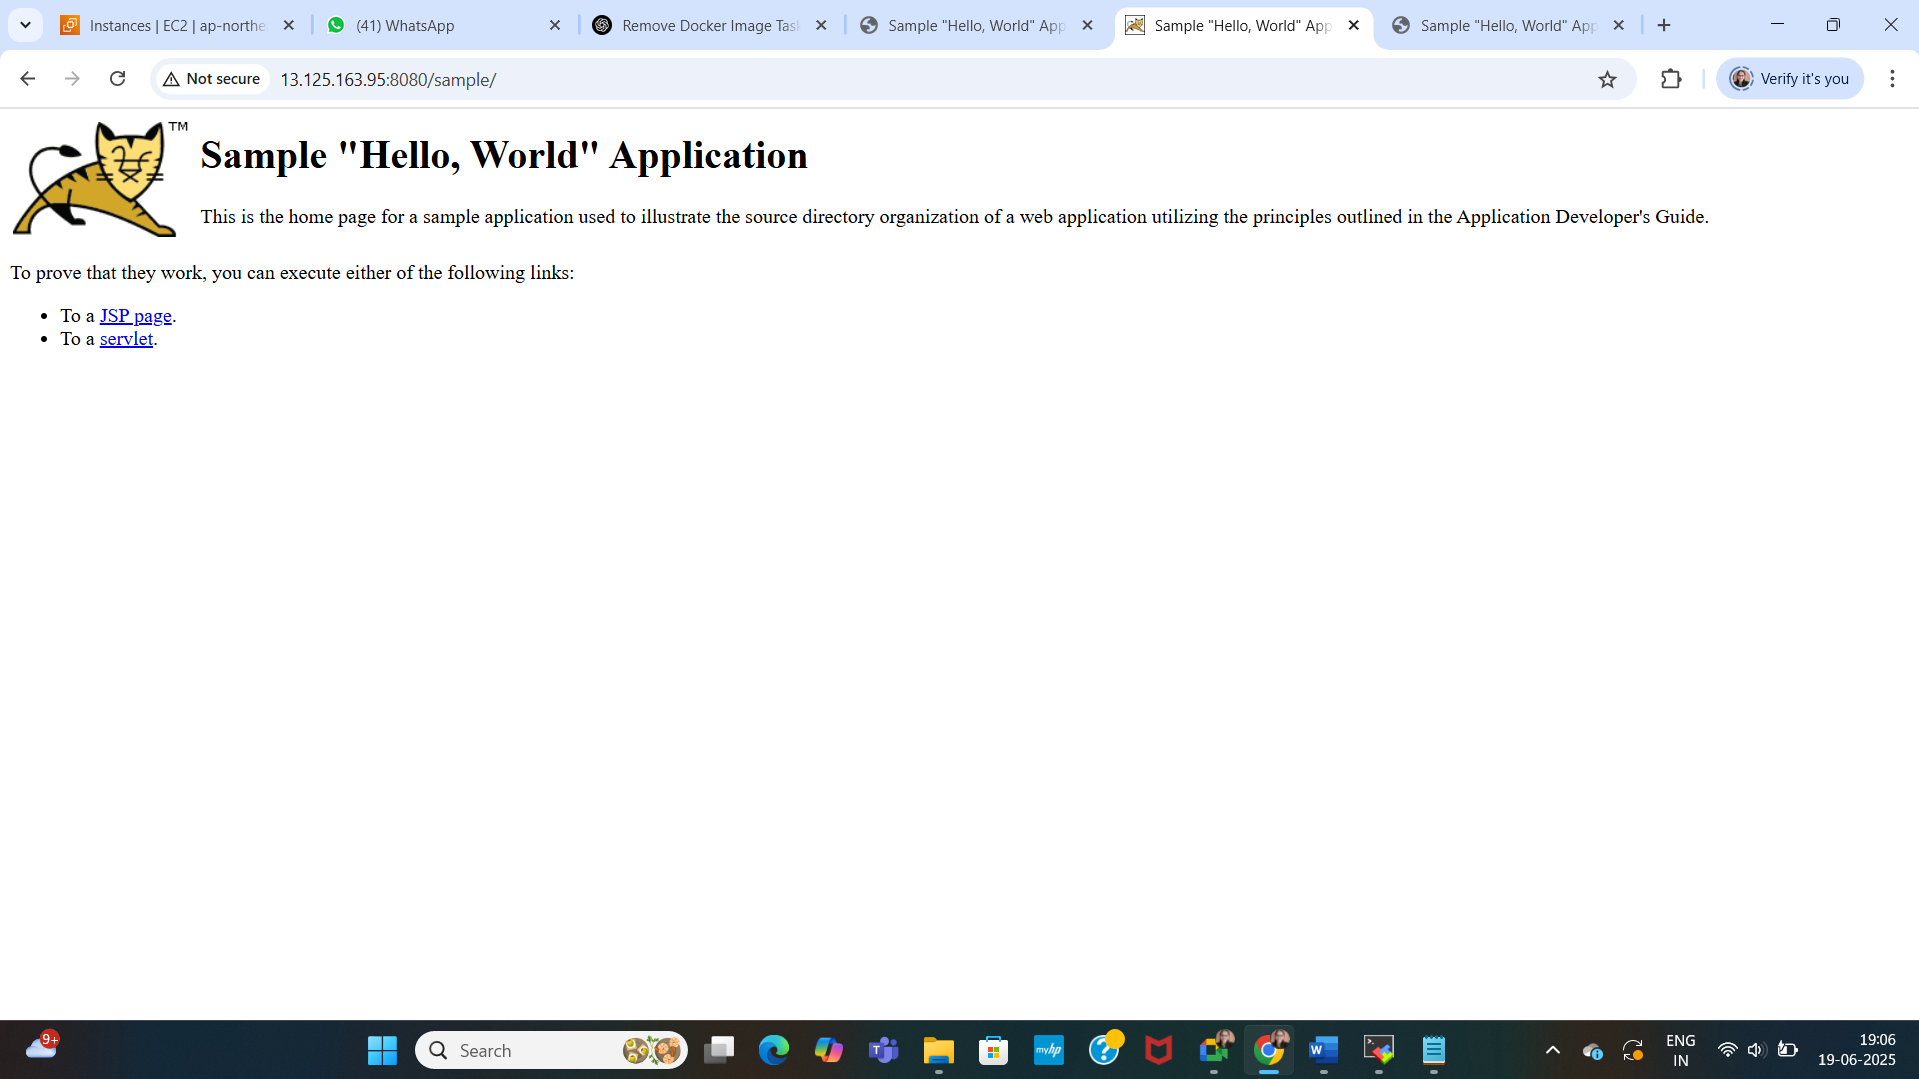 Instances | EC2 | ap-northe
(41) WhatsApp
Remove Docker Image Task
Sample "Hello, World" App
Sample "Hello, World" App
Sample "Hello, World" App
Not secure
13.125.163.95:8080/sample/
Verify it's you
TM
Sample "Hello, World" Application
This is the home page for a sample application used to illustrate the source directory organization of a web application utilizing the principles outlined in the Application Developer's Guide.
To prove that they work, you can execute either of the following links:
• To a JSP page.
• To a servlet.
9+
Search
myhp
ENG
IN
19:06
19-06-2025